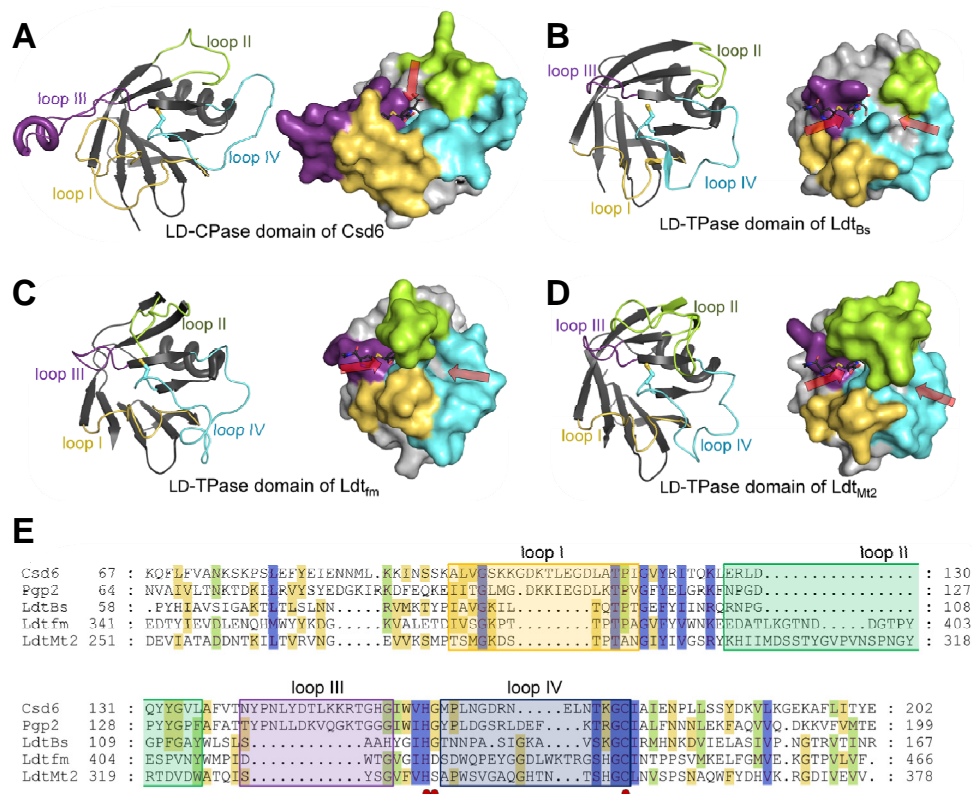 A
loop II
loop III
loop I
loop IV
LD-CPase domain of Csd6
B
loop II
loop III
loop I
loop IV
LD-TPase domain of LdtBs
C
loop II
loop III
loop I
loop IV
LD-TPase domain of Ldtfm
D
loop II
loop III
loop I
loop IV
LD-TPase domain of LdtMt2
E
loop I loop II
Csd6 67 : KQFLFVANKSKPSLEFYEIENNML.KKINSSKALVGSKKGDKTLEGDLATPIGVYRITQKLERLD............ : 130
Pgp2 64 : : 127
LdtBs 58 : .PYHIAVSIGAKTLTLSLNN.....RVMKTYPIAVGKIL.......TQTPTGEFYIINRQRNPG............. : 108
Ldtfm 341 : EDTYIEVDLENQHMWYYKDG.....KVALETDIVSGKPT.......TPTPAGVFYVWNKEEDATLKGTND...DGTPY : 403
LdtMt2 251 : DEVIATADDNTKILTVRVNG.....EVVKSMPTSMGKDS.......TPTANGIYIVGSRYKHIIMDSSTYGVPVNSPNGY : 318
loop III loop IV
Csd6 131 : QYYGVLAFVTNYPNLYDTLKKRTGHGIWVHGMPLNGDRN....ELNTKGCIAIENPLLSSYDKVLKGEKAFLITYE : 202
Pgp2 128 : PYYGPFAFATTYPNLLDKVQGKTGGGIWIHGYPLDGSRLDEF...KTRGCIALFNNNLEKFAQVVQ.DKKVFVMTE : 199
LdtBs 109 : GPFGAYWLSLS............AAHYGIHGTNNPA.SIGKA....VSKGCIRMHNKDVIELASIVP.NGTRVTINR : 167
Ldtfm 404 : ESPVNYWMPID............WTGVGIHDSDWQPEYGGDLWKTRGSHGCINTPPSVMKELFGMVE.KGTPVLVF : 466
LdtMt2 319 : RTDVDWATQIS............YSGVFVHSAPWSVGAQGHTN...TSHGCLNVSPSNAQWFYDHVK.RGDIVEVV : 378